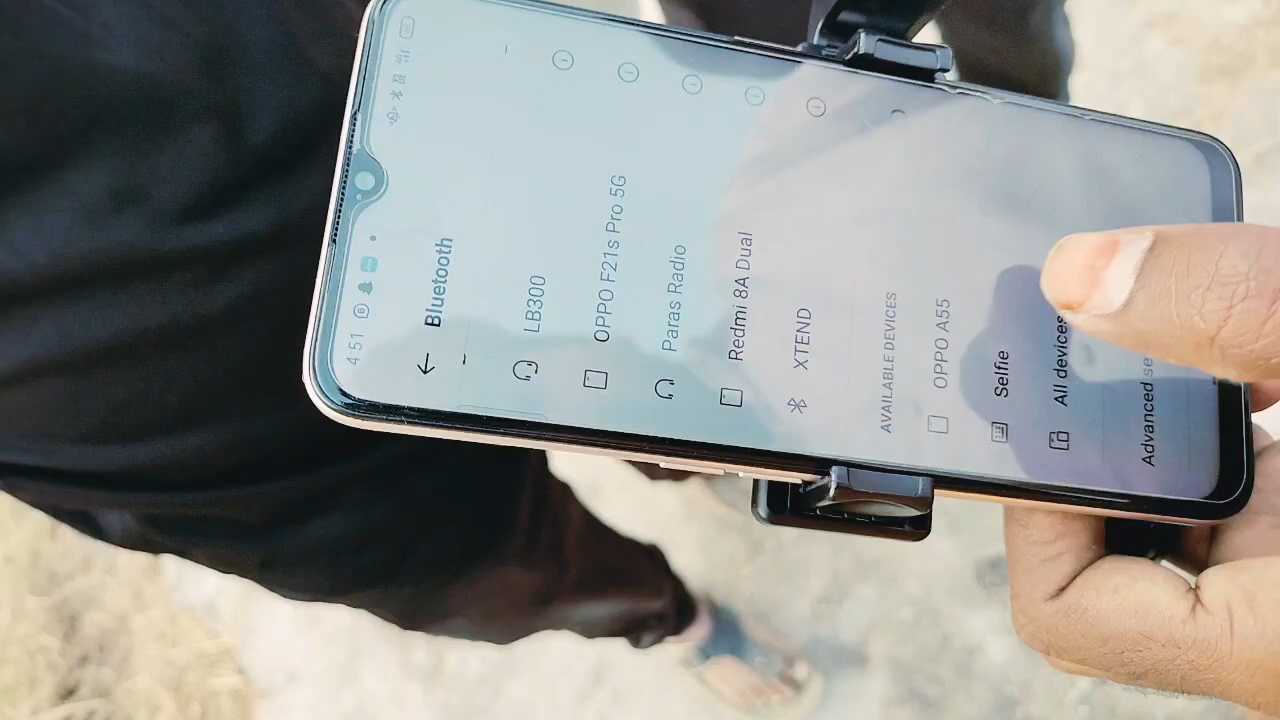 4:51
Bluetooth
LB300
OPPO F21s Pro 5G
Paras Radio
Redmi 8A Dual
XTEND
AVAILABLE DEVICES
OPPO A55
Selfie
All devices
Advanced se